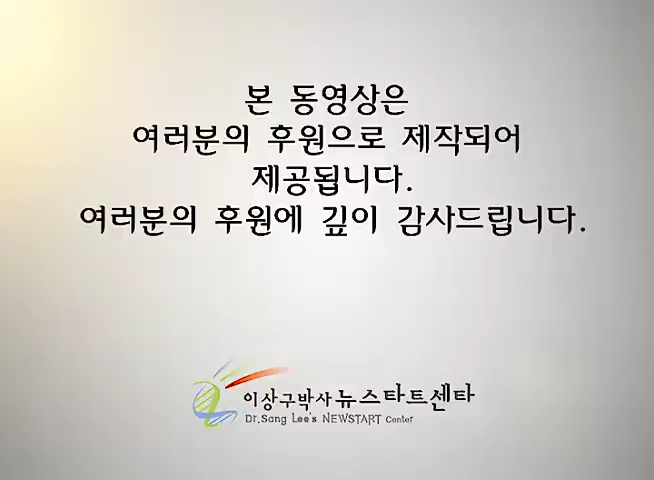 본 동영상은
여러분의 후원으로 제작되어
제공됩니다.
여러분의 후원에 깊이 감사드립니다.
이상구박사 뉴스타트센타
Dr.Sang Lee's NEWSTART Center